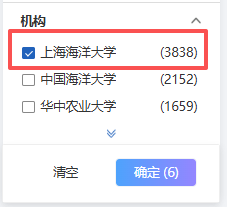 机构
上海海洋大学 (3838)
中国海洋大学 (2152)
华中农业大学 (1659)
清空 确定 (6)